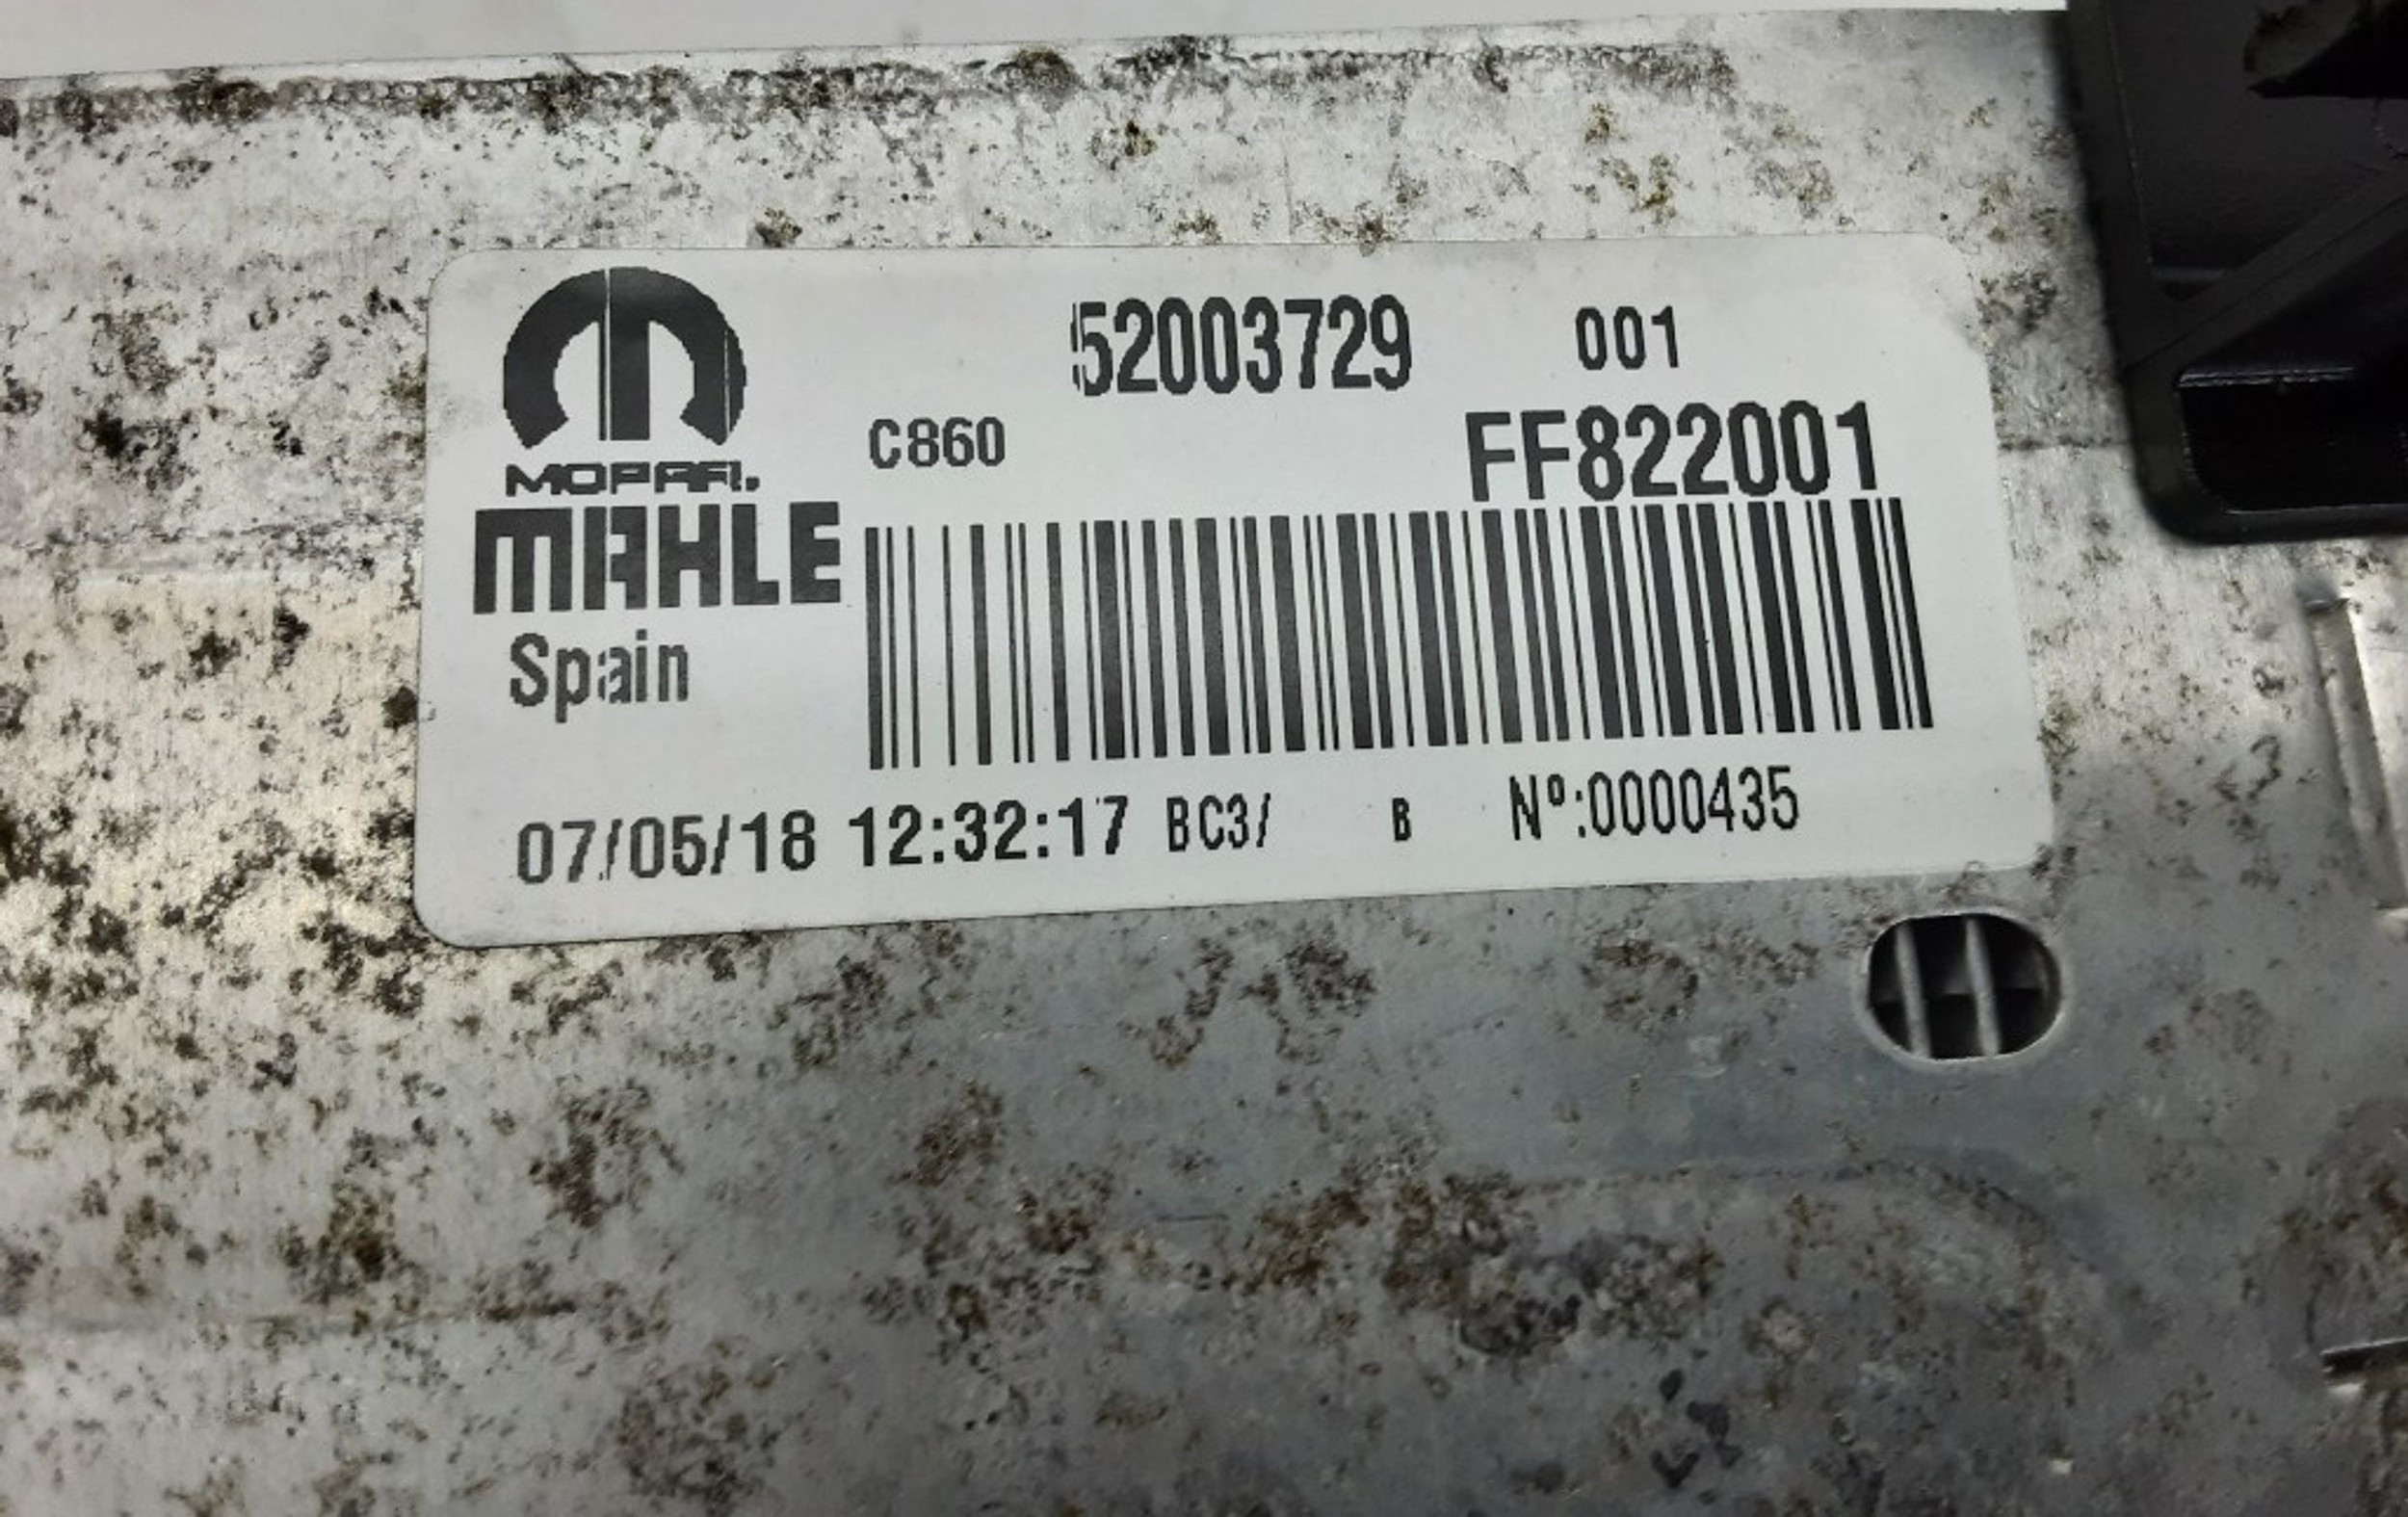 52003729 001
C860 FF822001
MOPAR.
MAHLE
Spain
07/05/18 12:32:17 BC3/ B Nº:0000435